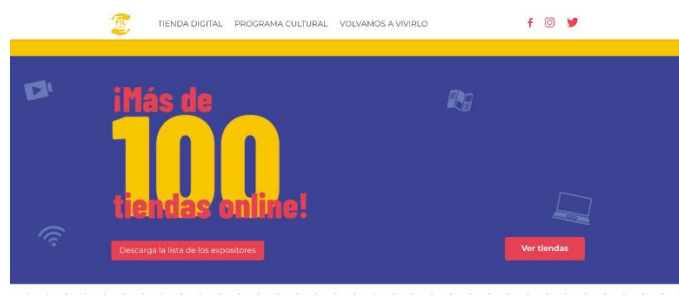 FIL
TIENDA DIGITAL PROGRAMA CULTURAL VOLVAMOS A VIVIRLO
¡Más de
100
tiendas online!
Descarga la lista de los expositores
Ver tiendas